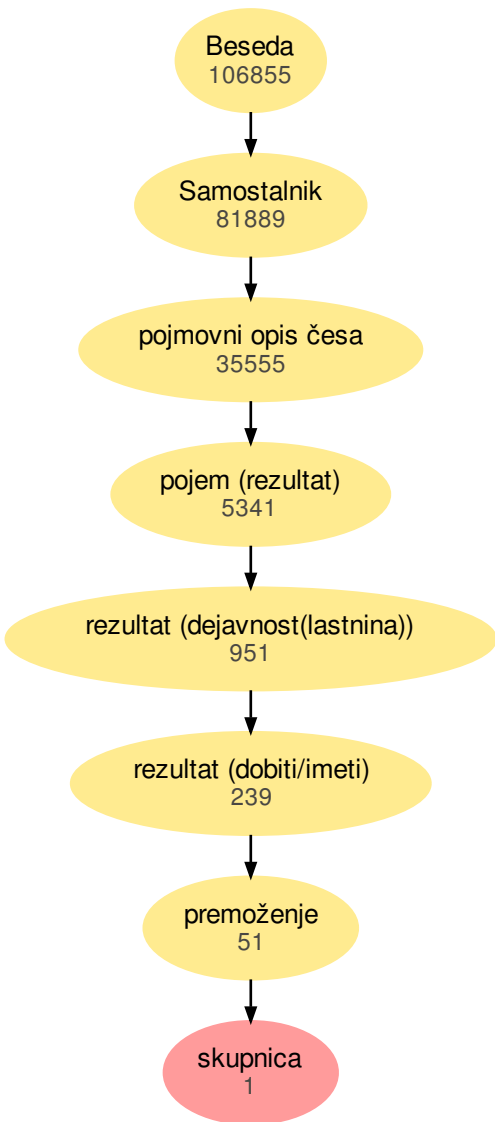 Beseda
106855
Samostalnik
81889
pojmovni opis česa
35555
pojem (rezultat)
5341
rezultat (dejavnost(lastnina))
951
rezultat (dobiti/imeti)
239
premoženje
51
skupnica
1